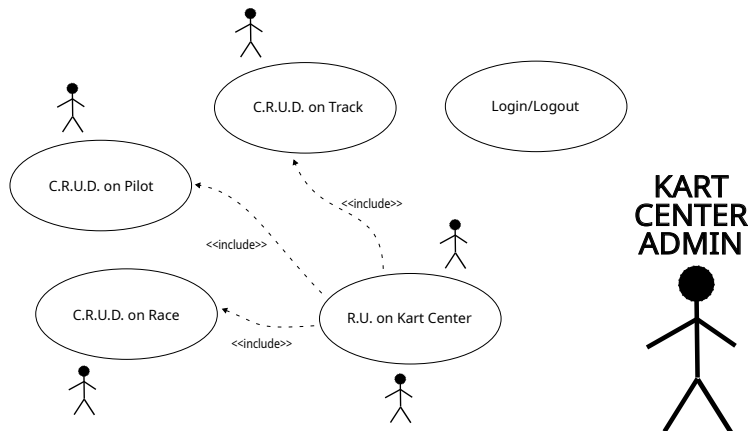 C.R.U.D. on Track
Login/Logout
C.R.U.D. on Pilot
<<include>>
KART
CENTER
ADMIN
<<include>>
C.R.U.D. on Race
R.U. on Kart Center
<<include>>